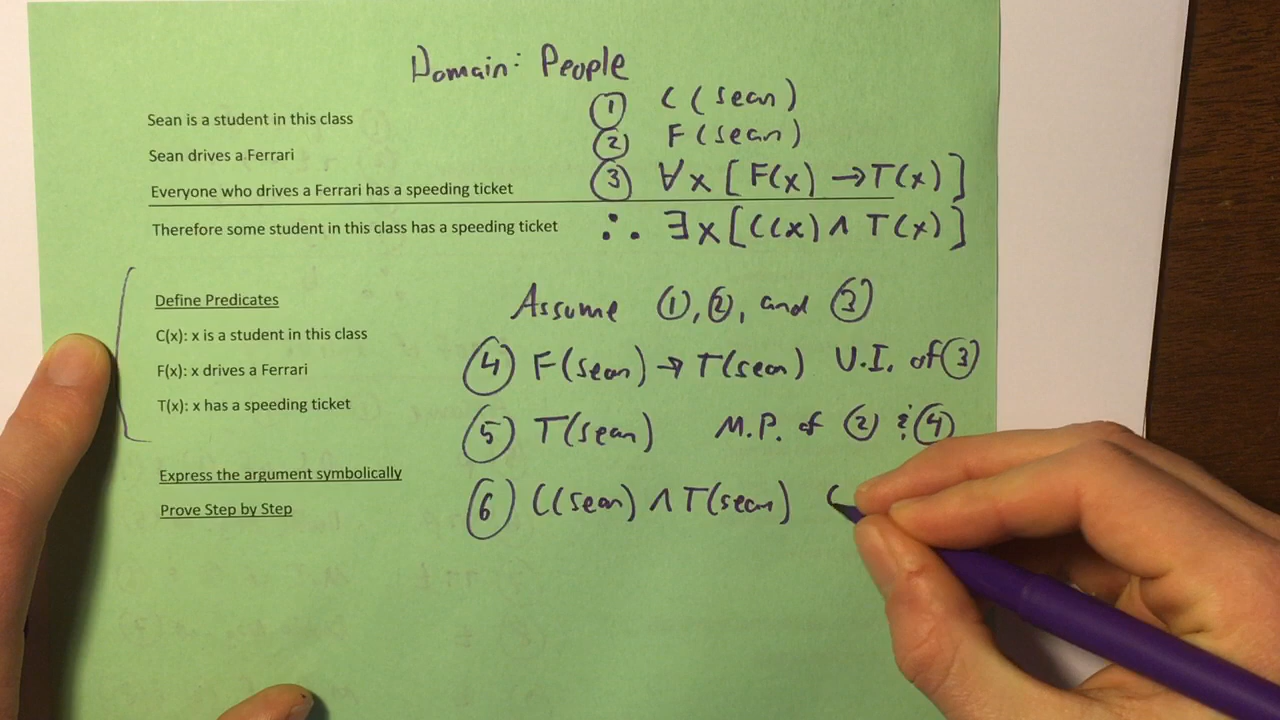 Domain: People
Sean is a student in this class ① C(sean)
Sean drives a Ferrari ② F(sean)
Everyone who drives a Ferrari has a speeding ticket ③ ∀x[F(x)→T(x)]
Therefore some student in this class has a speeding ticket ∴ ∃x[C(x)∧T(x)]
Define Predicates
Assume ①,②, and ③
C(x): x is a student in this class
④ F(sean)→T(sean) U.I. of ③
F(x): x drives a Ferrari
T(x): x has a speeding ticket
⑤ T(sean) M.P. of ② & ④
Express the argument symbolically
Prove Step by Step
⑥ C(sean)∧T(sean)